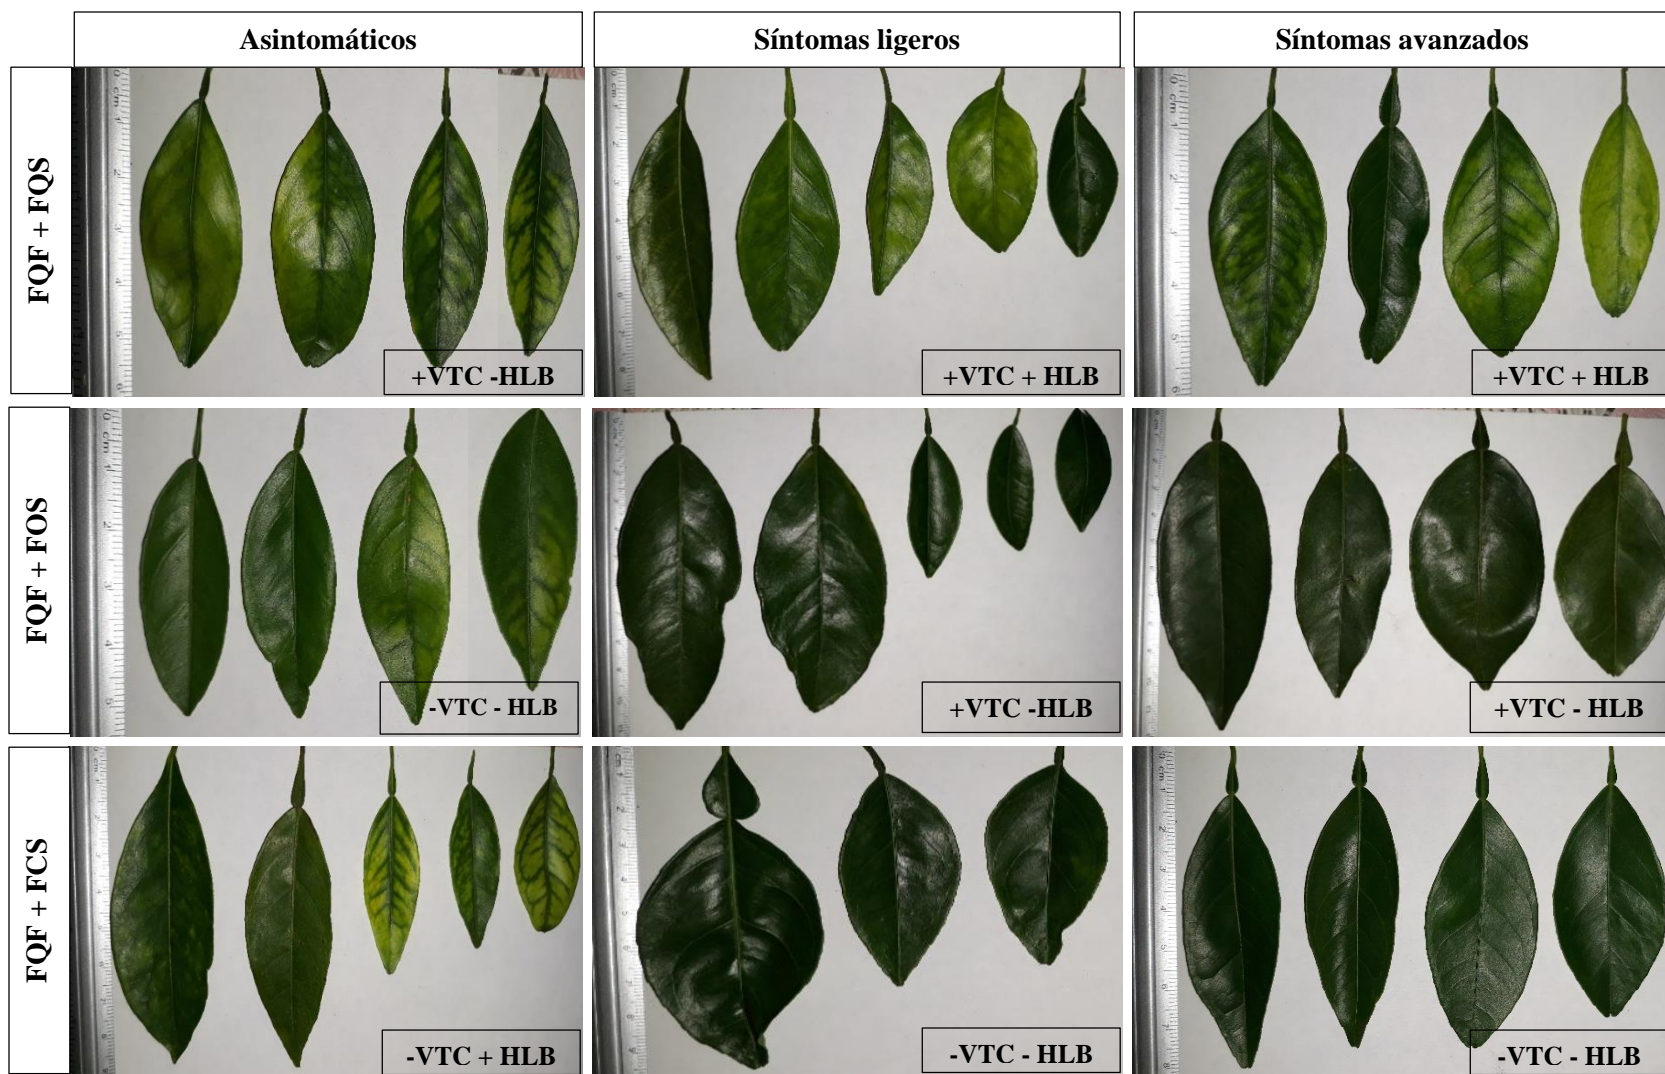 Asintomáticos
Síntomas ligeros
Síntomas avanzados
FQF + FQS
+VTC -HLB
+VTC + HLB
+VTC + HLB
FQF + FOS
-VTC - HLB
+VTC -HLB
+VTC - HLB
FQF + FCS
-VTC + HLB
-VTC - HLB
-VTC - HLB